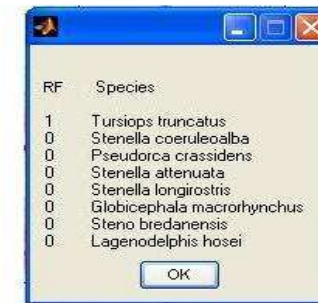 RF Species
1 Tursiops truncatus
0 Stenella coeruleoalba
0 Pseudorca crassidens
0 Stenella attenuata
0 Stenella longirostris
0 Globicephala macrorhynchus
0 Steno bredanensis
0 Lagenodelphis hosei
OK